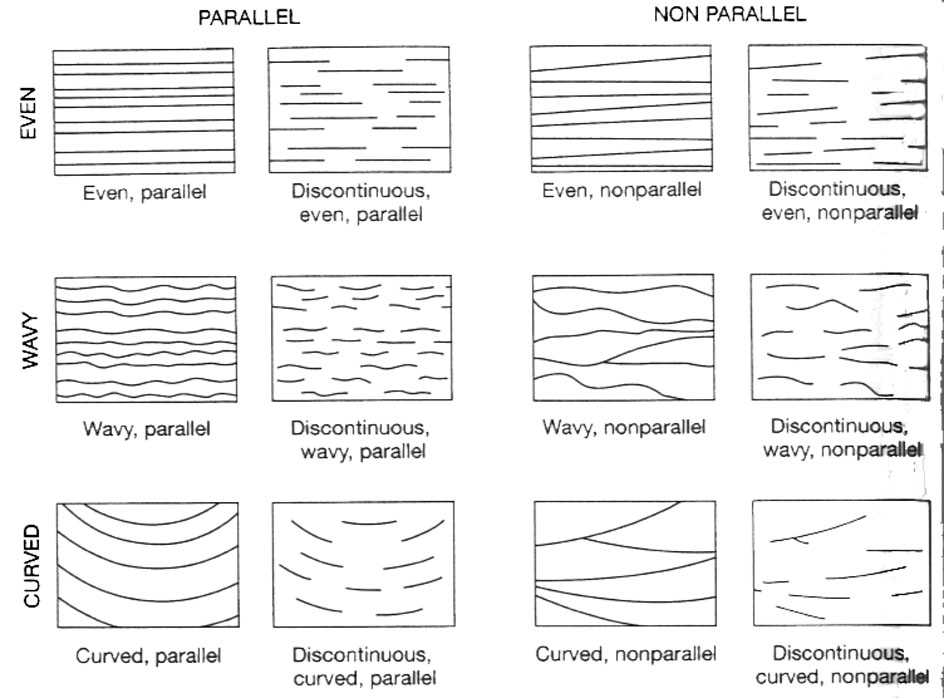 PARALLEL
NON PARALLEL
EVEN
Even, parallel
Discontinuous,
even, parallel
Even, nonparallel
Discontinuous,
even, nonparallel
WAVY
Wavy, parallel
Discontinuous,
wavy, parallel
Wavy, nonparallel
Discontinuous,
wavy, nonparallel
CURVED
Curved, parallel
Discontinuous,
curved, parallel
Curved, nonparallel
Discontinuous,
curved, nonparallel